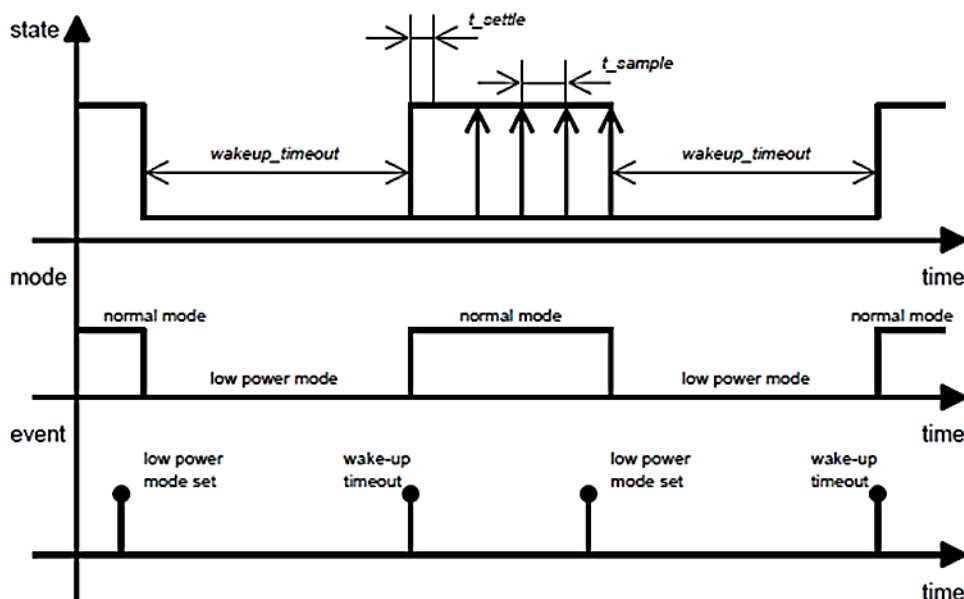 state
t_settle
t_sample
wakeup_timeout
wakeup_timeout
mode
time
normal mode
normal mode
normal mode
low power mode
low power mode
event
time
low power
mode set
wake-up
timeout
low power
mode set
wake-up
timeout
time